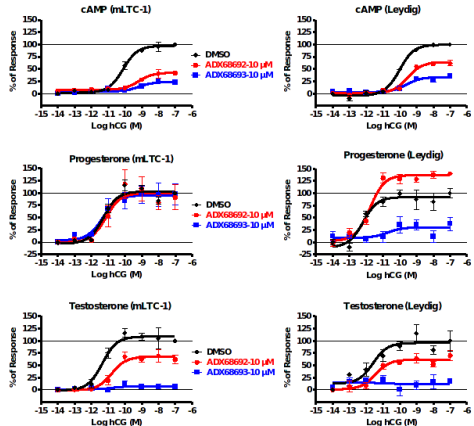 cAMP (mLTC-1)
% of Response
150
125
100
75
50
25
0
-15 -14 -13 -12 -11 -10 -9 -8 -7 -6
Log hCG (M)
DMSO
ADX68692-10 µM
ADX68693-10 µM
cAMP (Leydig)
% of Response
150
125
100
75
50
25
0
-15 -14 -13 -12 -11 -10 -9 -8 -7 -6
Log hCG (M)
Progesterone (mLTC-1)
% of Response
150
125
100
75
50
25
0
-25
-15 -14 -13 -12 -11 -10 -9 -8 -7 -6
Log hCG (M)
DMSO
ADX68692-10 µM
ADX68693-10 µM
Progesterone (Leydig)
% of Response
150
125
100
75
50
25
0
-25
-15 -14 -13 -12 -11 -10 -9 -8 -7 -6
Log hCG (M)
Testosterone (mLTC-1)
% of Response
150
125
100
75
50
25
0
-15 -14 -13 -12 -11 -10 -9 -8 -7 -6
Log hCG (M)
DMSO
ADX68692-10 µM
ADX68693-10 µM
Testosterone (Leydig)
% of Response
150
125
100
75
50
25
0
-15 -14 -13 -12 -11 -10 -9 -8 -7 -6
Log hCG (M)